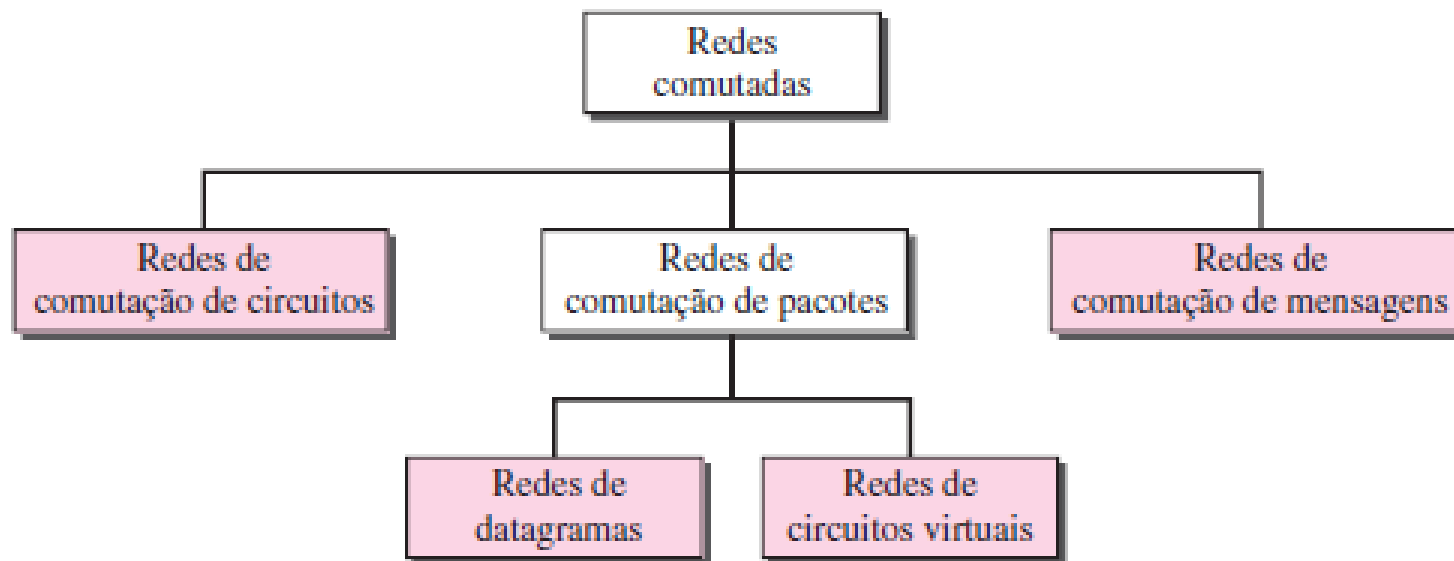 Redes
comutadas
Redes de
comutação de circuitos
Redes de
comutação de pacotes
Redes de
comutação de mensagens
Redes de
datagramas
Redes de
circuitos virtuais